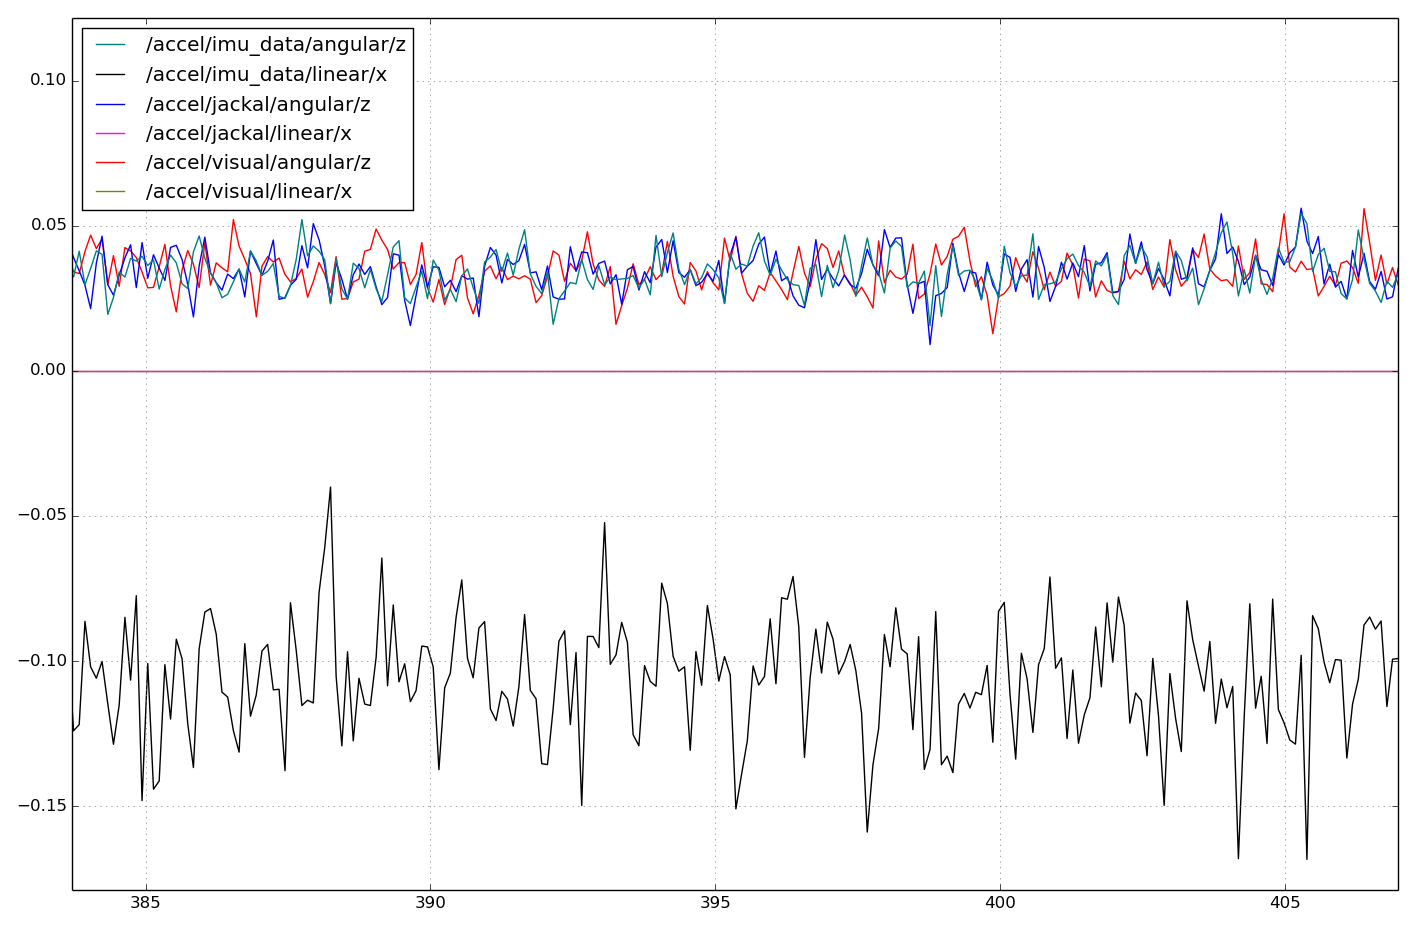 /accel/imu_data/angular/z
/accel/imu_data/linear/x
/accel/jackal/angular/z
/accel/jackal/linear/x
/accel/visual/angular/z
/accel/visual/linear/x
0.10
0.05
0.00
−0.05
−0.10
−0.15
385 390 395 400 405